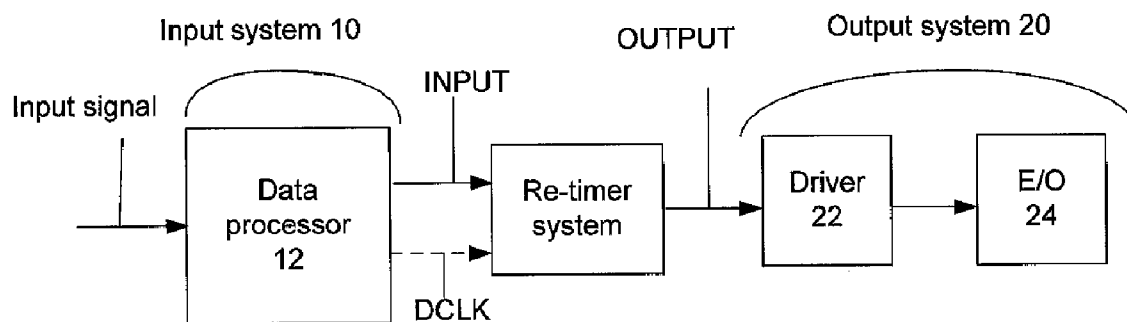 Input system 10
OUTPUT
Output system 20
Input signal
INPUT
Data
processor
12
Re-timer
system
Driver
22
E/O
24
DCLK